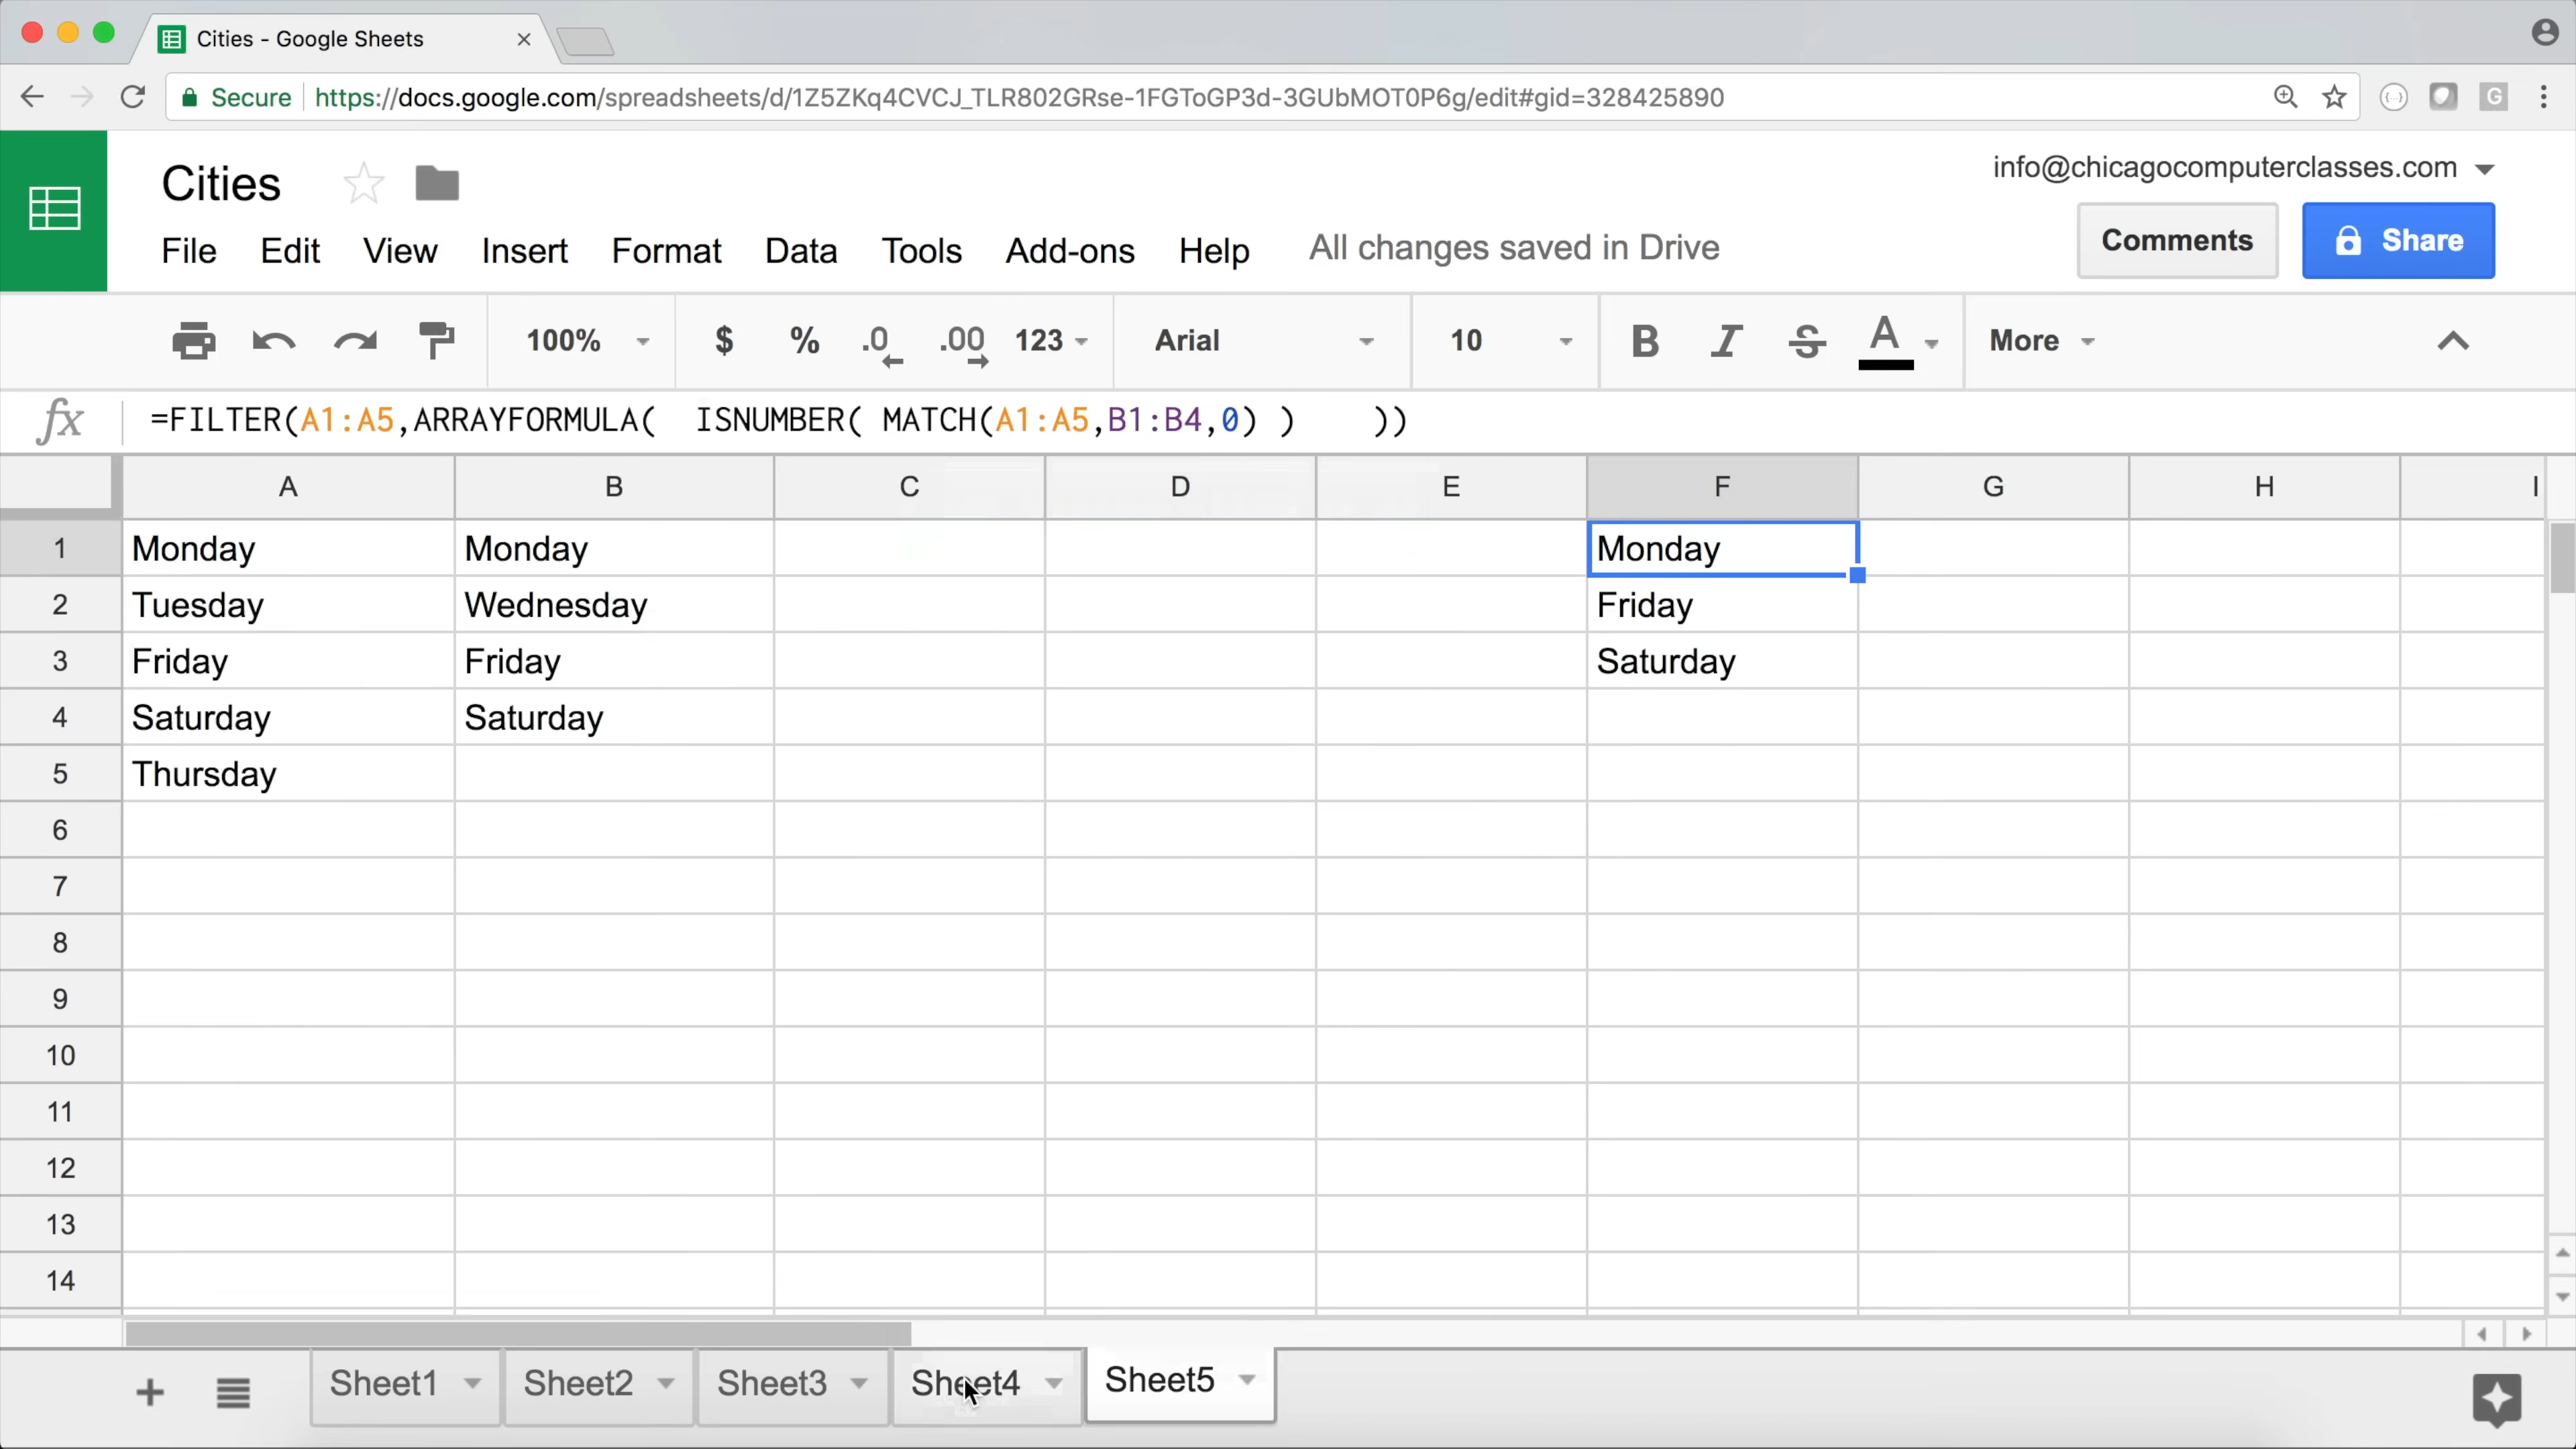 Cities - Google Sheets
Secure https://docs.google.com/spreadsheets/d/1Z5ZKq4CVCJ_TLR802GRse-1FGToGP3d-3GUbMOT0P6g/edit#gid=328425890
G
Cities
info@chicagocomputerclasses.com
File Edit View Insert Format Data Tools Add-ons Help All changes saved in Drive
Comments Share
100% $ % .0 .00 123 Arial 10 B I S A More
fx =FILTER(A1:A5,ARRAYFORMULA( ISNUMBER( MATCH(A1:A5,B1:B4,0) ) ))
A B C D E F G H I
1 Monday Monday Monday
2 Tuesday Wednesday Friday
3 Friday Friday Saturday
4 Saturday Saturday
5 Thursday
6
7
8
9
10
11
12
13
14
Sheet1 Sheet2 Sheet3 Sheet4 Sheet5